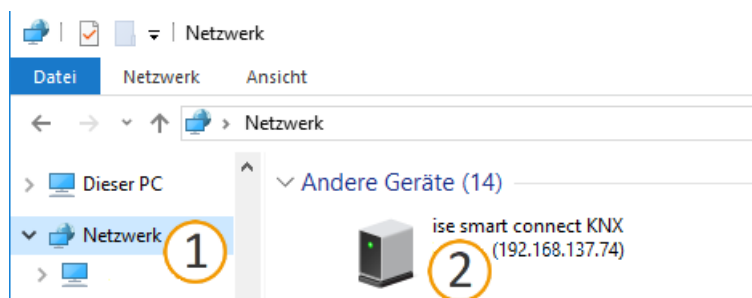 Netzwerk
Datei Netzwerk Ansicht
Netzwerk
Dieser PC
Netzwerk
1
Andere Geräte (14)
ise smart connect KNX
(192.168.137.74)
2